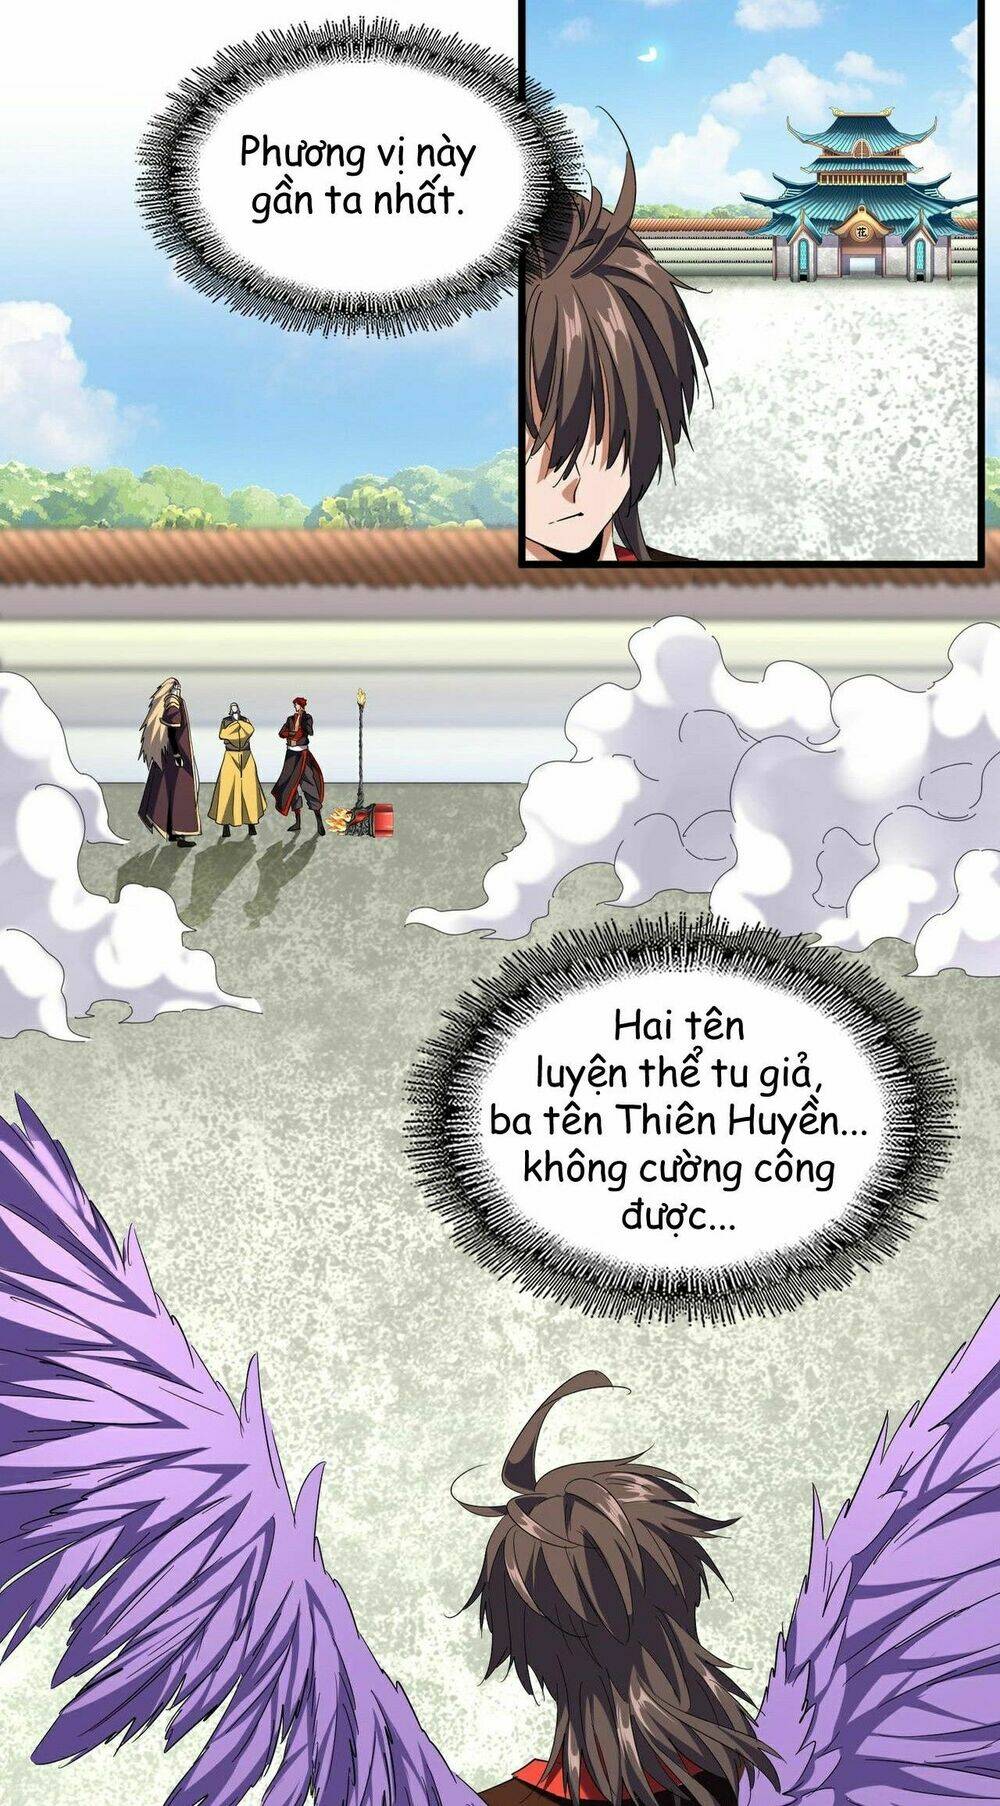 花
Phương vị này
gần ta nhất.
Hai tên
luyện thể tu giả,
ba tên Thiên Huyền...
không cường công
được...